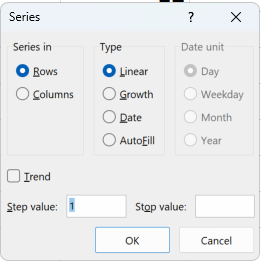 Series ?
Series in Type Date unit
Rows Linear Day
Columns Growth Weekday
Date Month
AutoFill Year
Trend
Step value: 1 Stop value:
OK Cancel